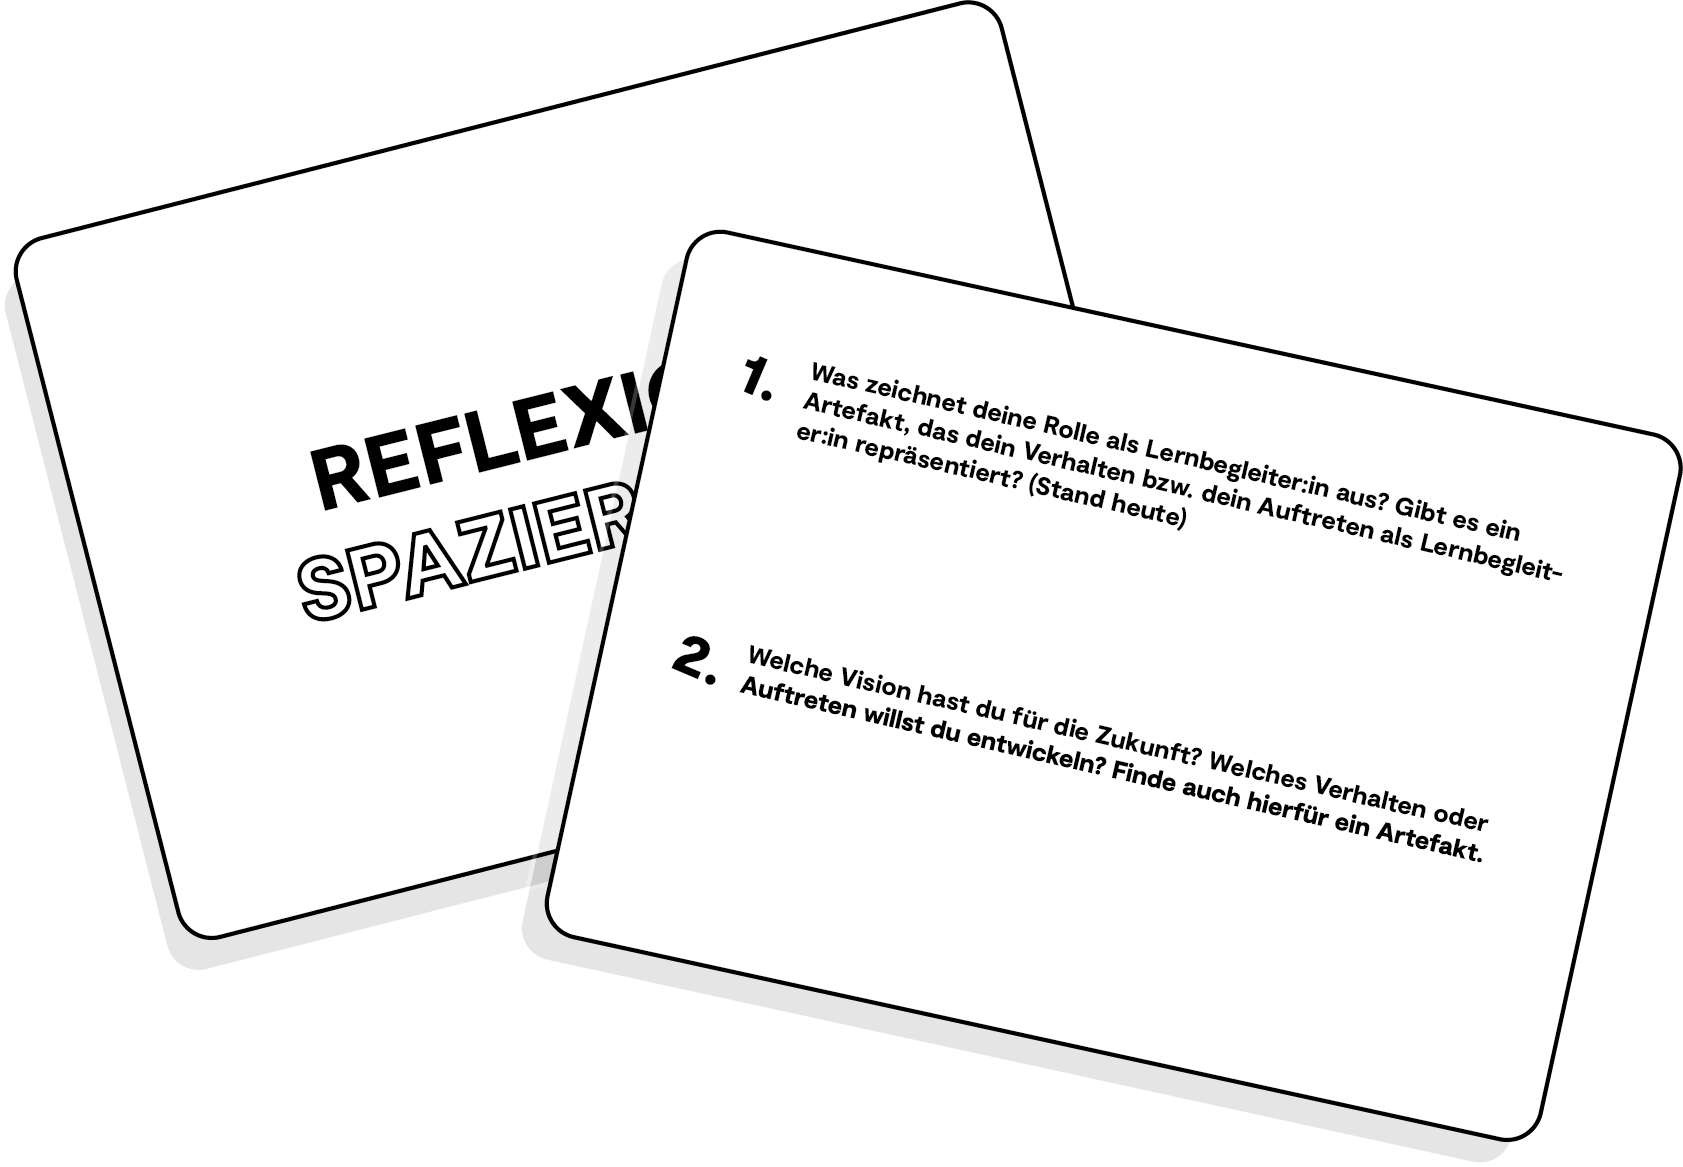 REFLEXI
SPAZIER
1.
Was zeichnet deine Rolle als Lernbegleiter:in aus? Gibt es ein
Artefakt, das dein Verhalten bzw. dein Auftreten als Lernbegleit-
er:in repräsentiert? (Stand heute)
2.
Welche Vision hast du für die Zukunft? Welches Verhalten oder
Auftreten willst du entwickeln? Finde auch hierfür ein Artefakt.